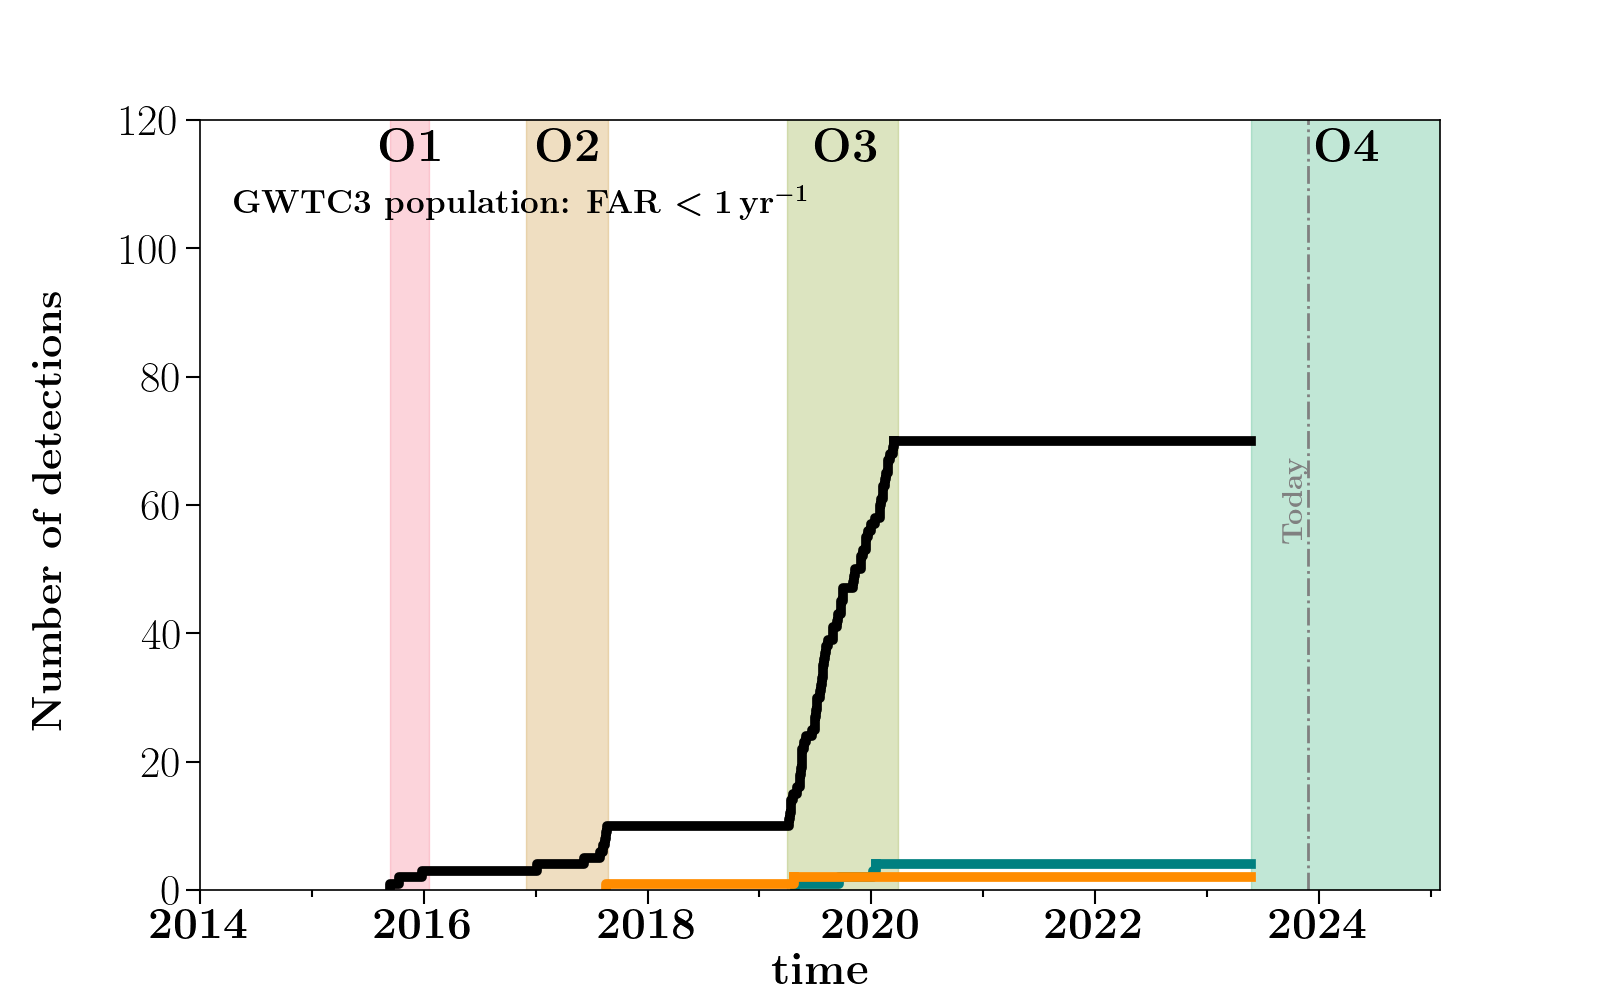 O1 O2 O3 O4
GWTC3 population: FAR < 1 yr⁻¹
120
100
80
60
40
20
0
Number of detections
Today
2014 2016 2018 2020 2022 2024
time